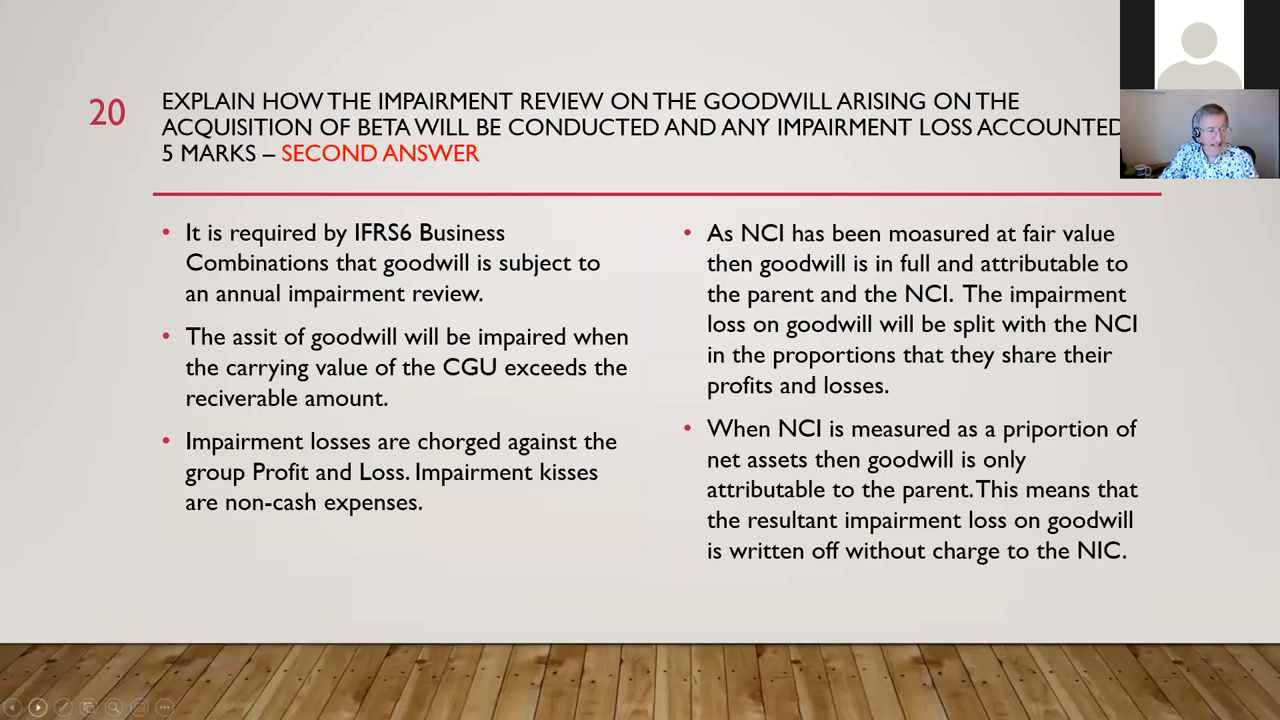 20
EXPLAIN HOW THE IMPAIRMENT REVIEW ON THE GOODWILL ARISING ON THE
ACQUISITION OF BETA WILL BE CONDUCTED AND ANY IMPAIRMENT LOSS ACCOUNTED
5 MARKS – SECOND ANSWER
• It is required by IFRS6 Business
Combinations that goodwill is subject to
an annual impairment review.
• The assit of goodwill will be impaired when
the carrying value of the CGU exceeds the
reciverable amount.
• Impairment losses are chorged against the
group Profit and Loss. Impairment kisses
are non-cash expenses.
• As NCI has been moasured at fair value
then goodwill is in full and attributable to
the parent and the NCI. The impairment
loss on goodwill will be split with the NCI
in the proportions that they share their
profits and losses.
• When NCI is measured as a priportion of
net assets then goodwill is only
attributable to the parent. This means that
the resultant impairment loss on goodwill
is written off without charge to the NIC.